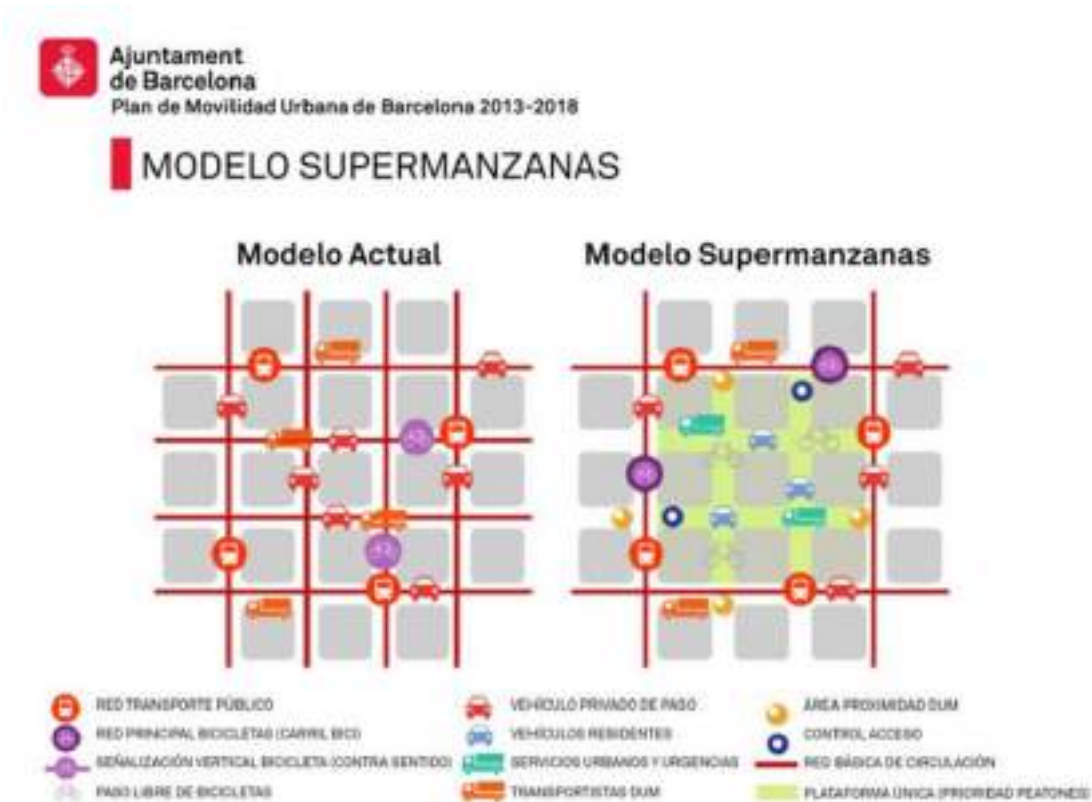 Ajuntament
de Barcelona
Plan de Movilidad Urbana de Barcelona 2013-2018
MODELO SUPERMANZANAS
Modelo Actual
Modelo Supermanzanas
RED TRANSPORTE PÚBLICO
RED PRINCIPAL BICICLETAS (CARRIL BICI)
SEÑALIZACIÓN VERTICAL BICICLETA (CONTRA SENTIDO)
PASO LIBRE DE BICICLETAS
VEHÍCULO PRIVADO DE PASO
VEHÍCULOS RESIDENTES
SERVICIOS URBANOS Y URGENCIAS
TRANSPORTISTAS DUM
ÁREA PROXIMIDAD DUM
CONTROL ACCESO
RED BÁSICA DE CIRCULACIÓN
PLATAFORMA ÚNICA (PRIORIDAD PEATONES)